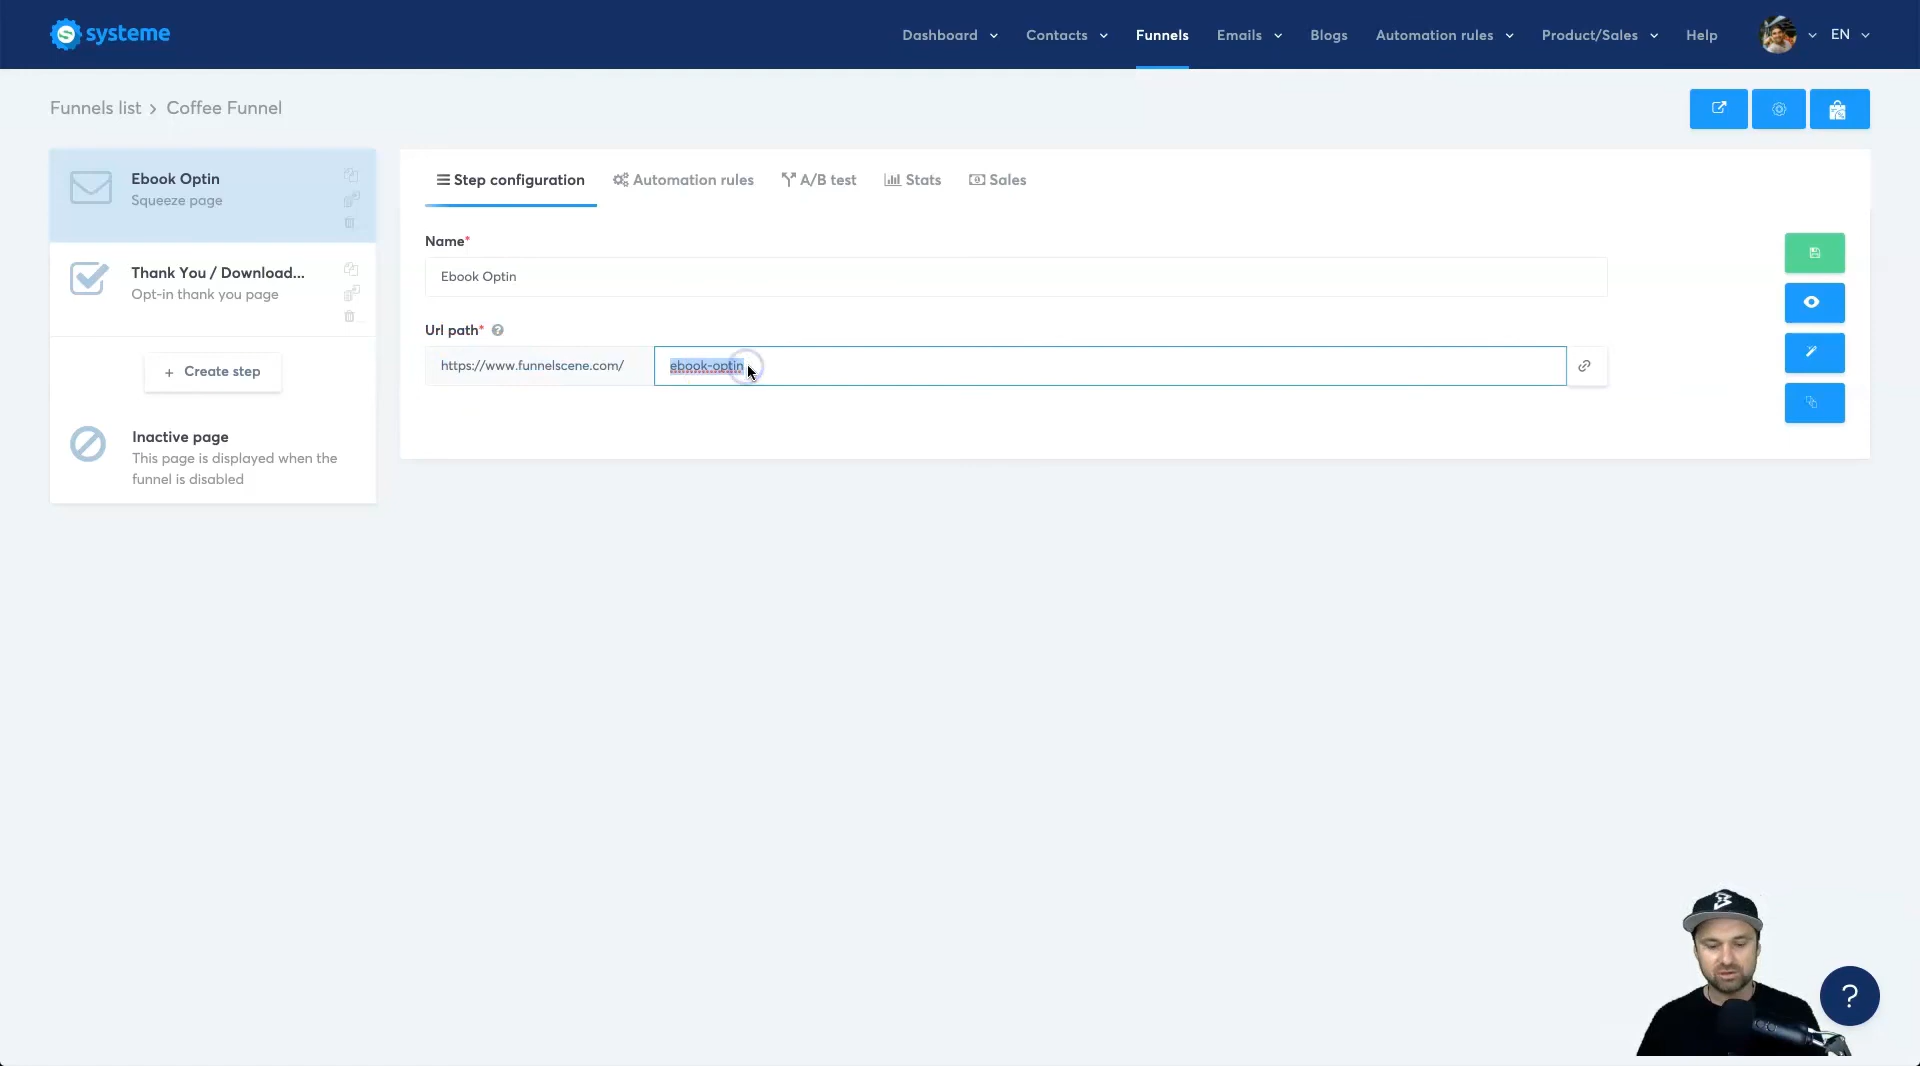 systeme
Dashboard
Contacts
Funnels
Emails
Blogs
Automation rules
Product/Sales
Help
EN
Funnels list > Coffee Funnel
Ebook Optin
Squeeze page
Thank You / Download...
Opt-in thank you page
+ Create step
Inactive page
This page is displayed when the
funnel is disabled
Step configuration
Automation rules
A/B test
Stats
Sales
Name*
Ebook Optin
Url path* ?
https://www.funnelscene.com/
ebook-optin
?